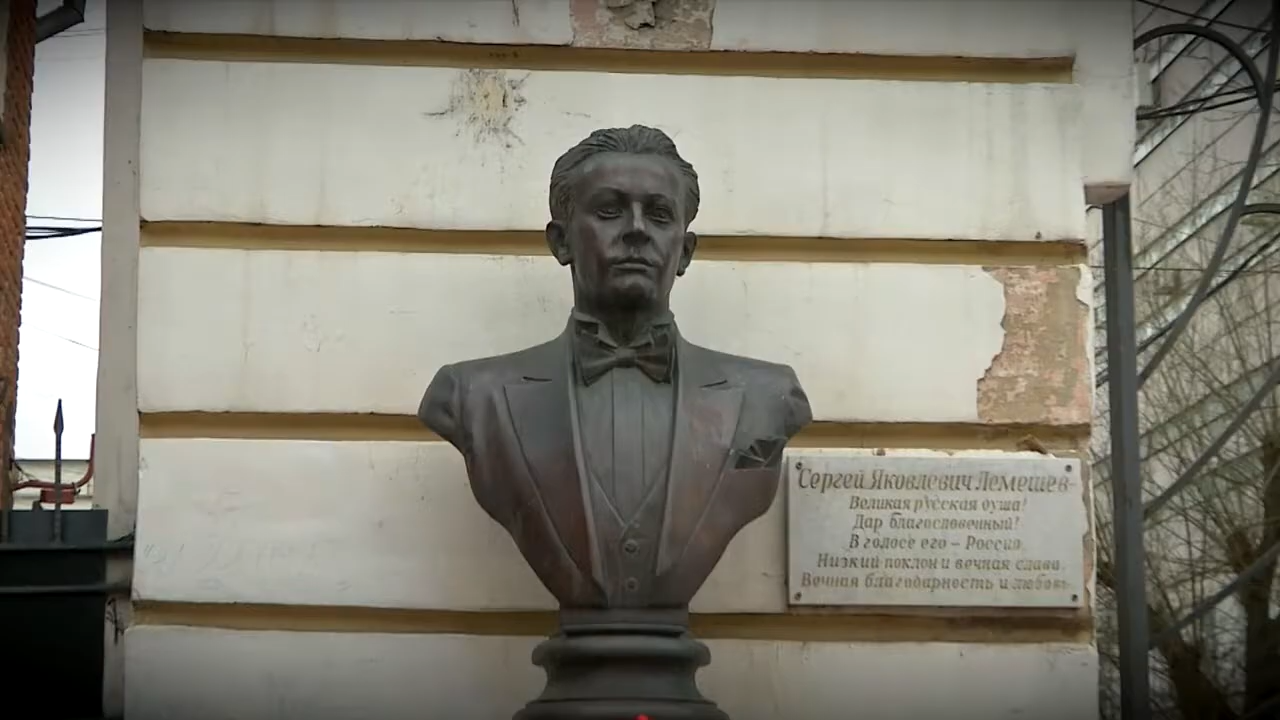 Сергей Яковлевич Лемешев-
Великая русская душа!
Дар благословенный!
В голосе его - Россия.
Низкий поклон и вечная слава.
Вечная благодарность и любовь